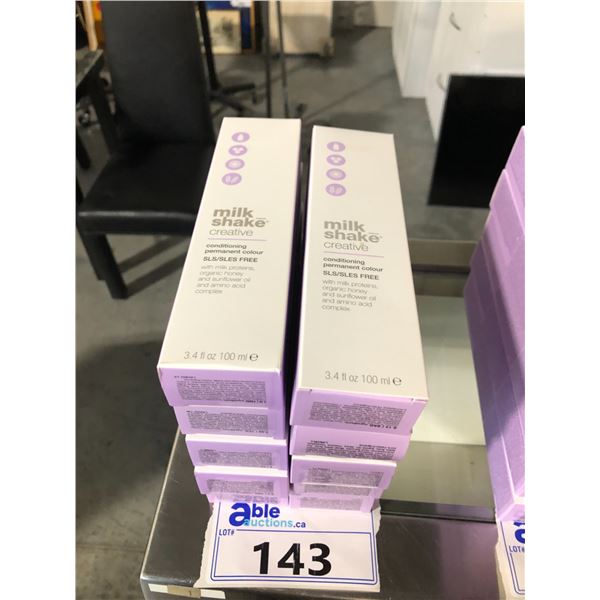 milk
shake
creative
conditioning
permanent colour
SLS/SLES FREE
with milk proteins,
organic honey
and sunflower oil
and amino acid
complex
3.4 fl oz 100 ml e
milk
shake
creative
conditioning
permanent colour
SLS/SLES FREE
with milk proteins,
organic honey
and sunflower oil
and amino acid
complex
3.4 fl oz 100 ml e
able
auctions.ca
LOT# 143
LOT#